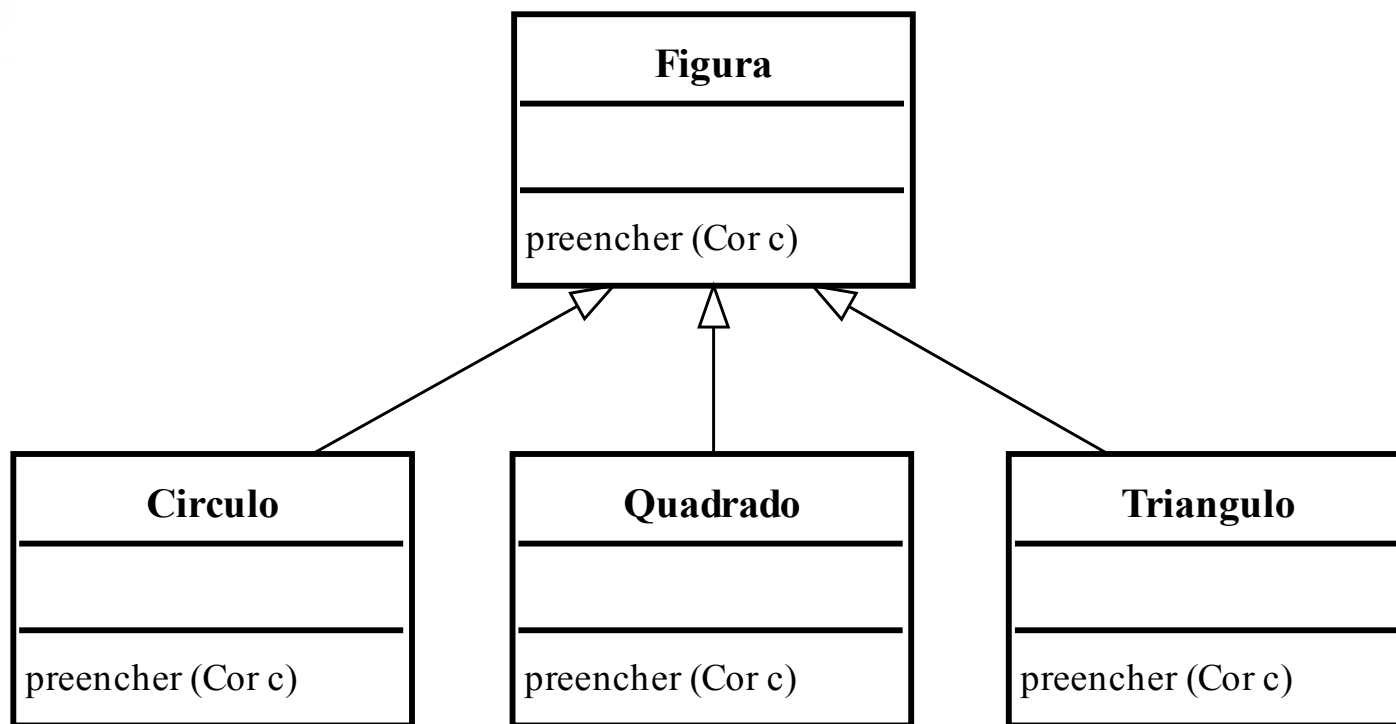 Figura
preencher (Cor c)
Circulo
Quadrado
Triangulo
preencher (Cor c)
preencher (Cor c)
preencher (Cor c)